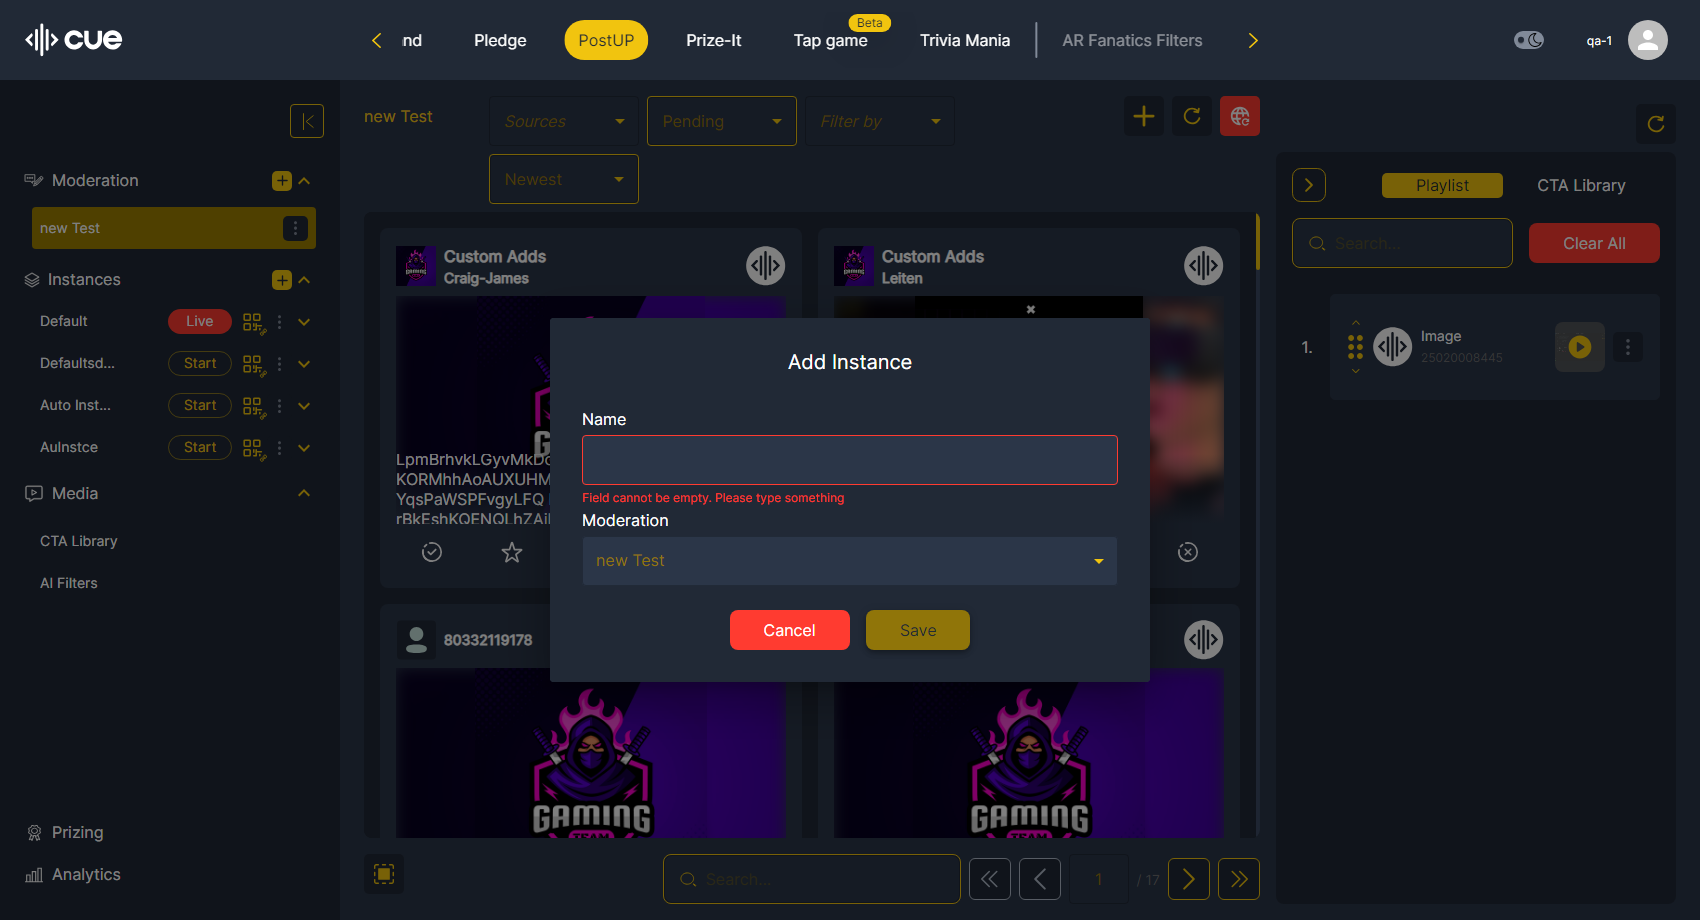 cue
nd
Pledge
PostUP
Prize-It
Beta
Tap game
Trivia Mania
AR Fanatics Filters
qa-1
Moderation
new Test
Instances
Default
Live
Defaultsd...
Start
Auto Inst...
Start
AuInstce
Start
Media
CTA Library
AI Filters
Prizing
Analytics
new Test
Sources
Pending
Filter by
Newest
Custom Adds
Craig-James
Custom Adds
Leiten
LpmBrhvkLGyvMkD
KORMhhAoAUXUHM
YqsPaWSPFvgyLFQ
rBkEshKQENQLhZAi
80332119178
GAMING
TEAM
GAMING
TEAM
Add Instance
Name
Field cannot be empty. Please type something
Moderation
new Test
Cancel
Save
Search...
1
/ 17
Playlist
CTA Library
Search...
Clear All
1.
Image
25020008445